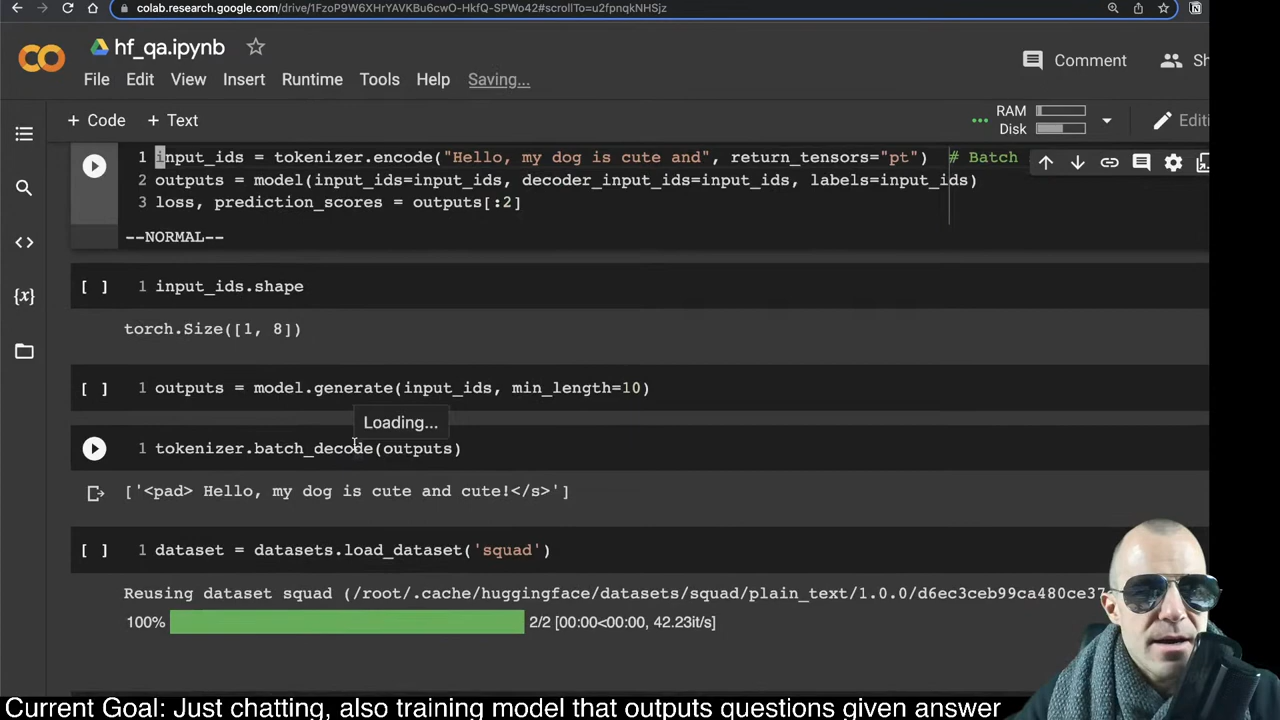 colab.research.google.com/drive/1FzoP9W6XHrYAVKBu6cwO-HkfQ-SPWo42#scrollTo=u2fpnqkNHSjz
hf_qa.ipynb
File Edit View Insert Runtime Tools Help Saving...
Comment
+ Code + Text
RAM
Disk
1 input_ids = tokenizer.encode("Hello, my dog is cute and", return_tensors="pt") # Batch
2 outputs = model(input_ids=input_ids, decoder_input_ids=input_ids, labels=input_ids)
3 loss, prediction_scores = outputs[:2]
--NORMAL--
[ ] 1 input_ids.shape
torch.Size([1, 8])
[ ] 1 outputs = model.generate(input_ids, min_length=10)
Loading...
1 tokenizer.batch_decode(outputs)
['<pad> Hello, my dog is cute and cute!</s>']
[ ] 1 dataset = datasets.load_dataset('squad')
Reusing dataset squad (/root/.cache/huggingface/datasets/squad/plain_text/1.0.0/d6ec3ceb99ca480ce37
100% 2/2 [00:00<00:00, 42.23it/s]
Current Goal: Just chatting, also training model that outputs questions given answer